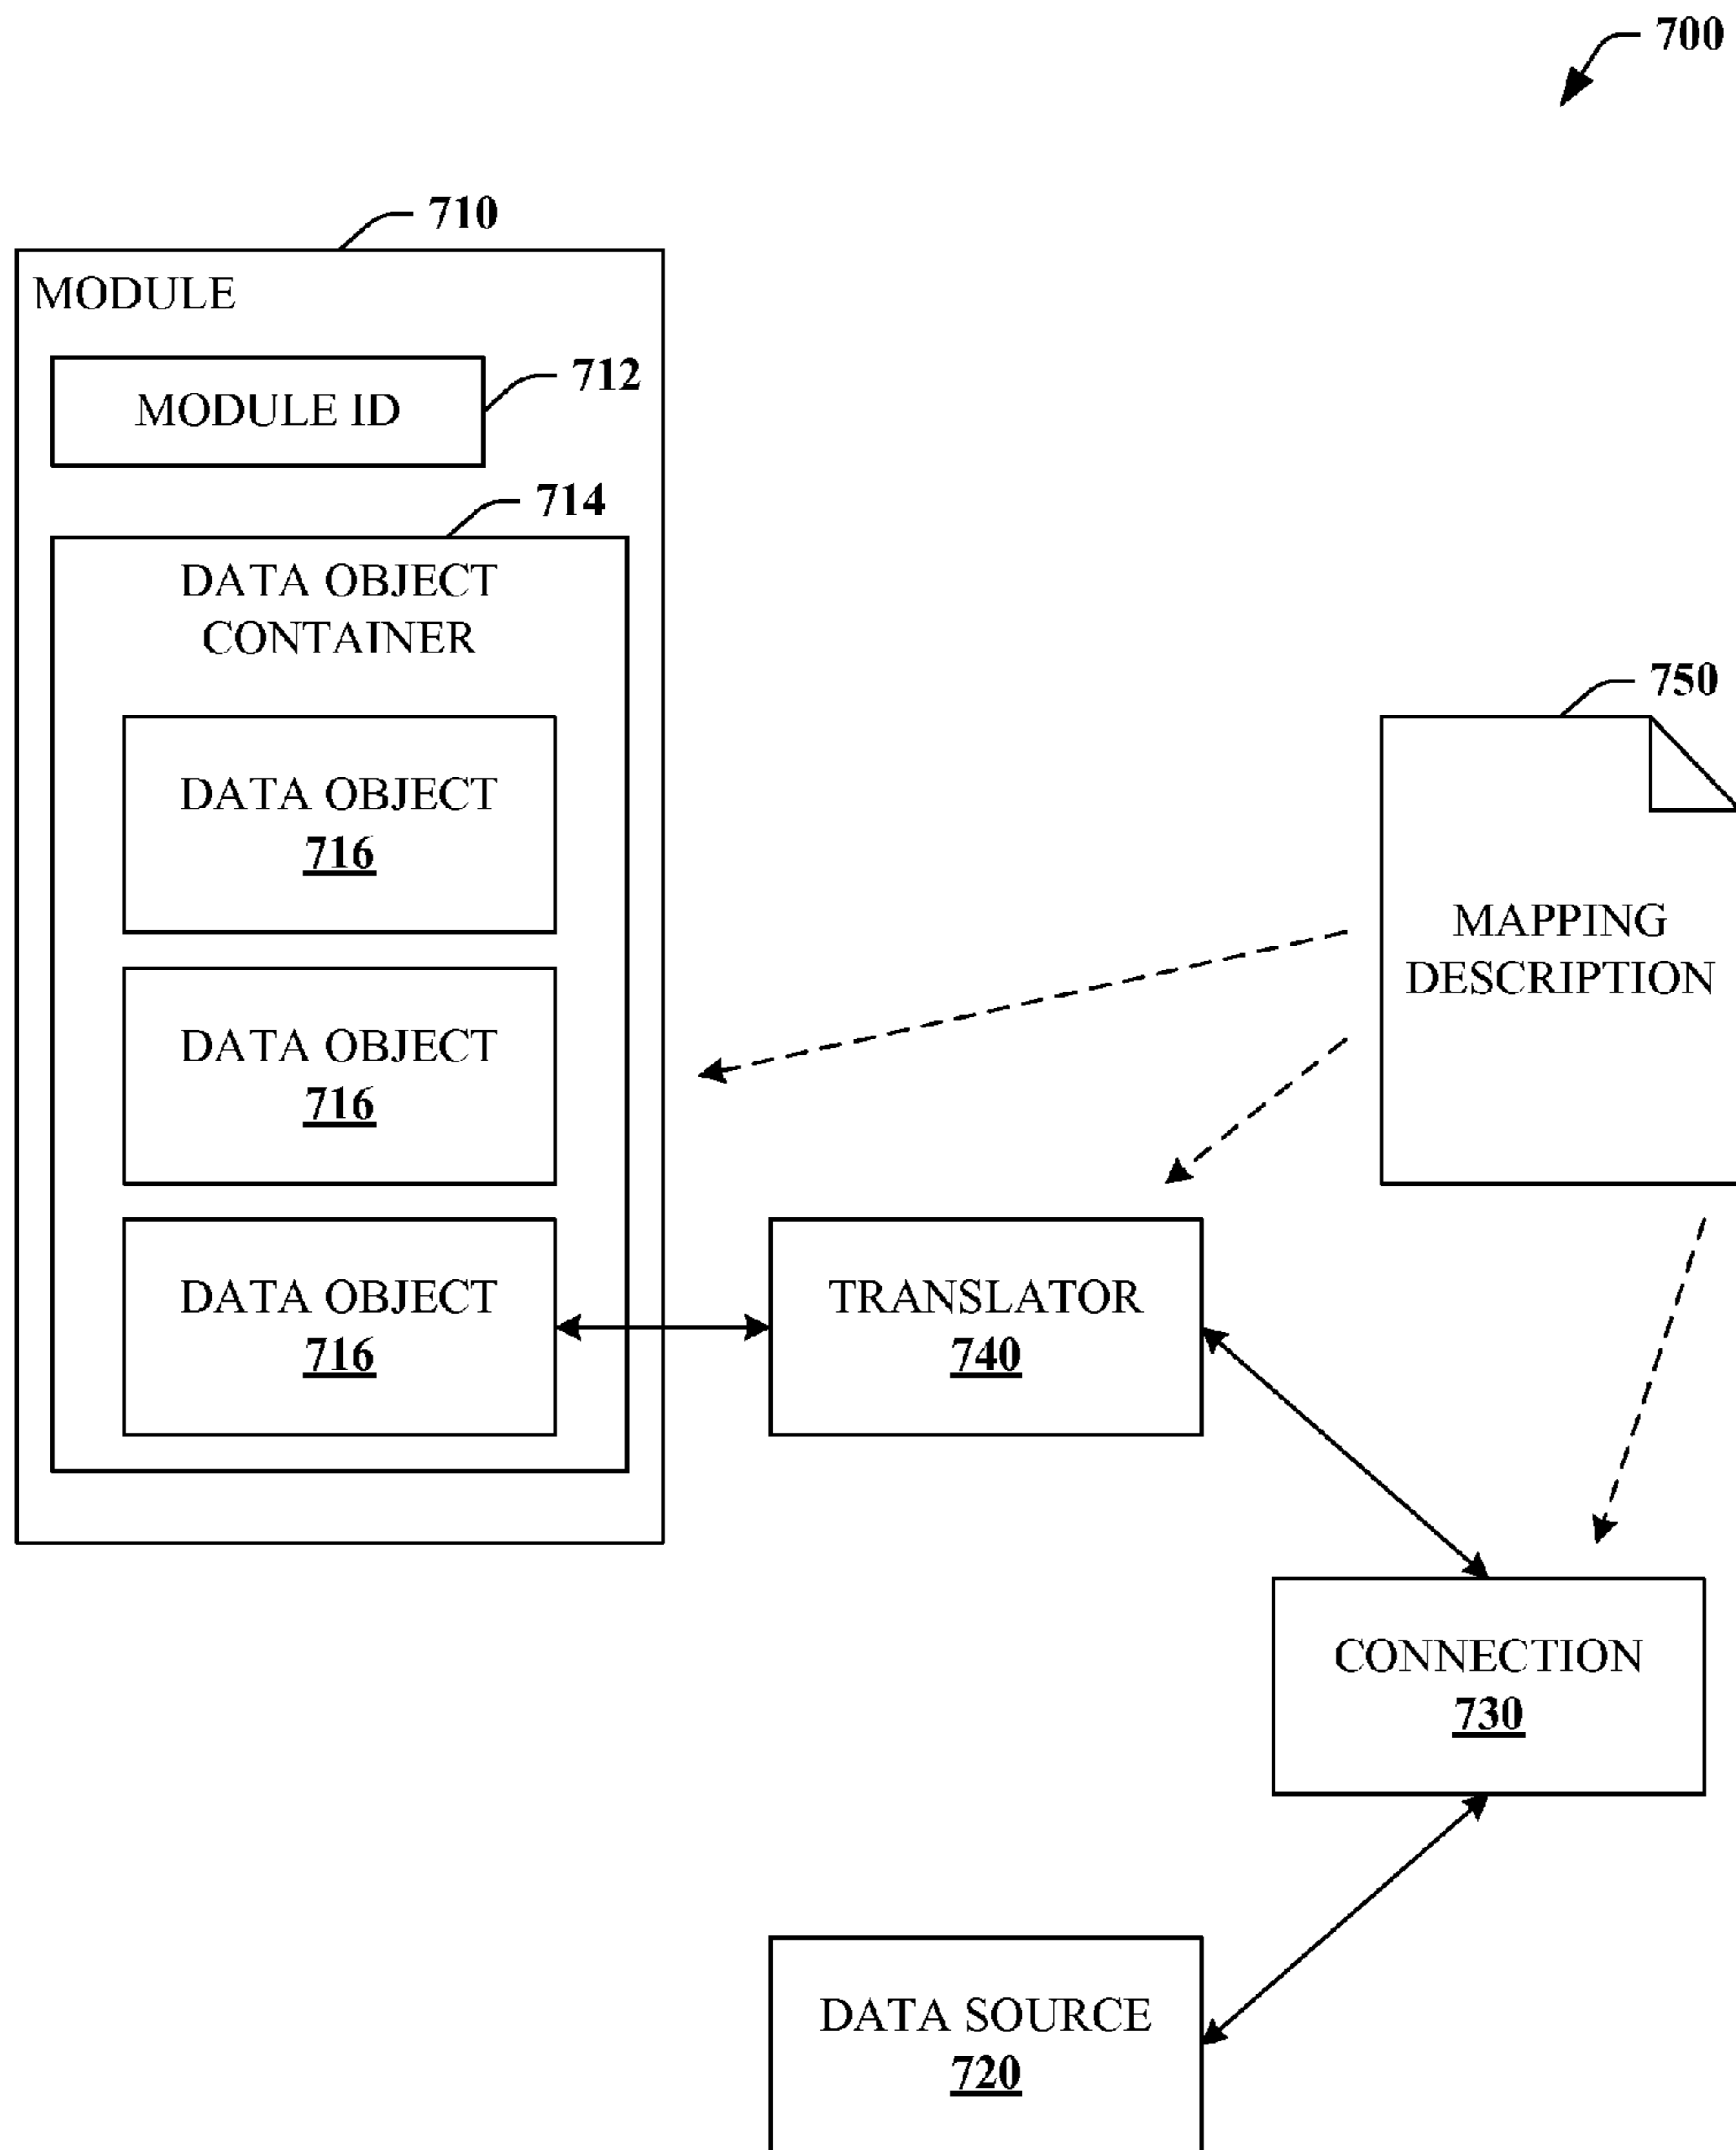 700
710
MODULE
712
MODULE ID
714
DATA OBJECT
CONTAINER
750
DATA OBJECT
716
MAPPING
DESCRIPTION
DATA OBJECT
716
DATA OBJECT
716
TRANSLATOR
740
CONNECTION
730
DATA SOURCE
720